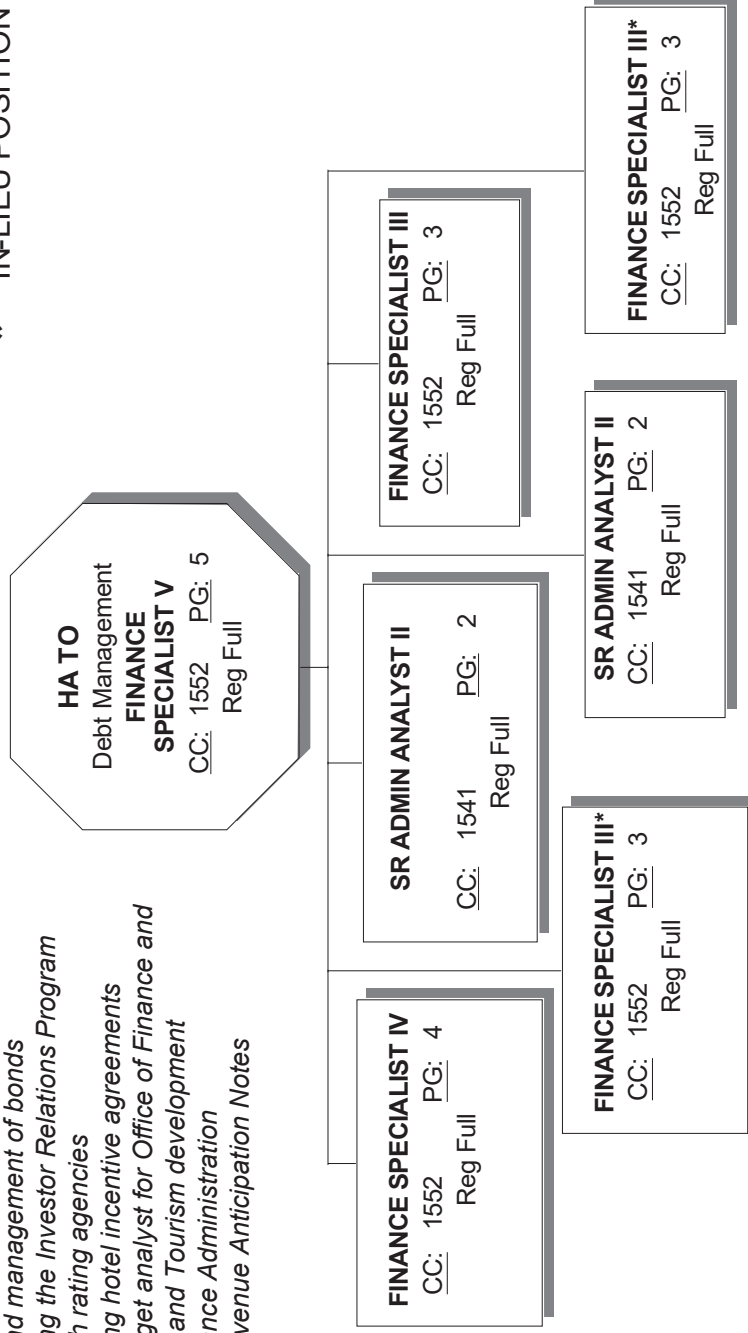 * IN-LIEU POSITION
nd management of bonds
ng the Investor Relations Program
h rating agencies
ng hotel incentive agreements
get analyst for Office of Finance and
and Tourism development
nce Administration
venue Anticipation Notes
HA TO
Debt Management
FINANCE
SPECIALIST V
CC: 1552 PG: 5
Reg Full
FINANCE SPECIALIST IV
CC: 1552 PG: 4
Reg Full
SR ADMIN ANALYST II
CC: 1541 PG: 2
Reg Full
FINANCE SPECIALIST III
CC: 1552 PG: 3
Reg Full
FINANCE SPECIALIST III*
CC: 1552 PG: 3
Reg Full
SR ADMIN ANALYST II
CC: 1541 PG: 2
Reg Full
FINANCE SPECIALIST III*
CC: 1552 PG: 3
Reg Full